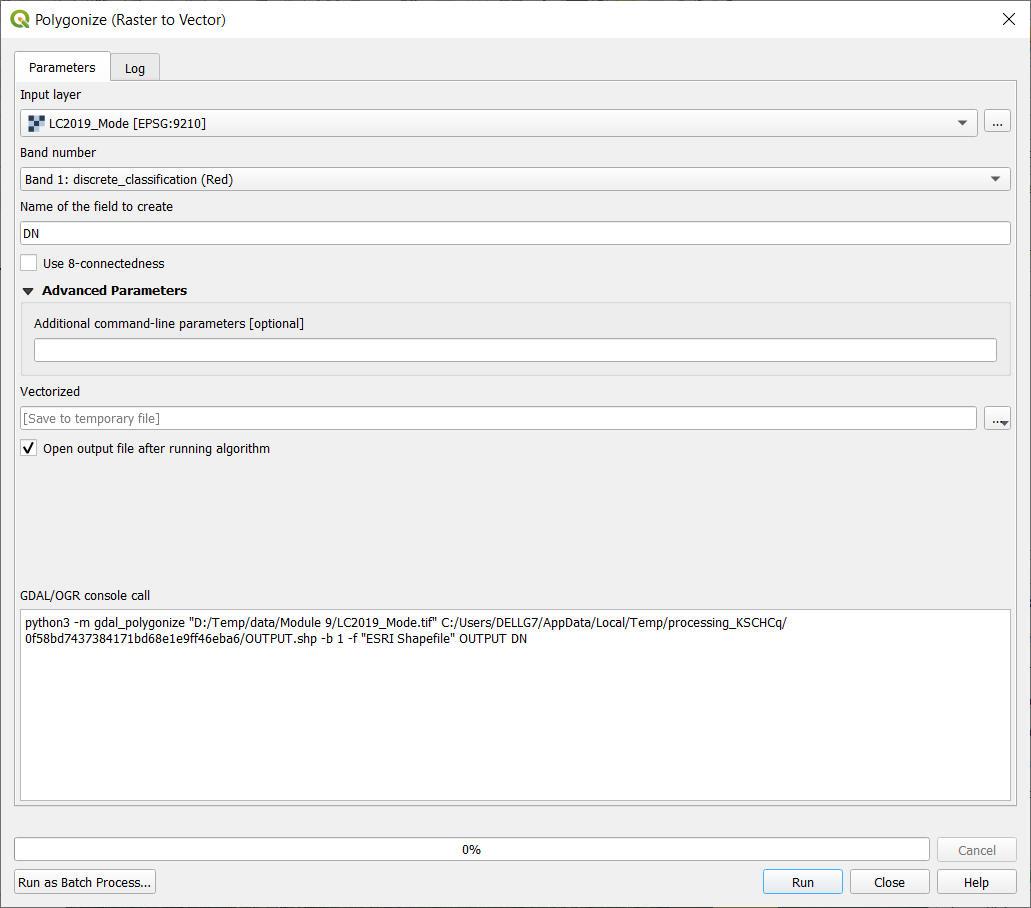 Polygonize (Raster to Vector)
Parameters
Log
Input layer
LC2019_Mode [EPSG:9210]
...
Band number
Band 1: discrete_classification (Red)
Name of the field to create
DN
Use 8-connectedness
Advanced Parameters
Additional command-line parameters [optional]
Vectorized
[Save to temporary file]
...
Open output file after running algorithm
GDAL/OGR console call
python3 -m gdal_polygonize "D:/Temp/data/Module 9/LC2019_Mode.tif" C:/Users/DELLG7/AppData/Local/Temp/processing_KSCHCq/
0f58bd7437384171bd68e1e9ff46eba6/OUTPUT.shp -b 1 -f "ESRI Shapefile" OUTPUT DN
0%
Cancel
Run as Batch Process...
Run
Close
Help